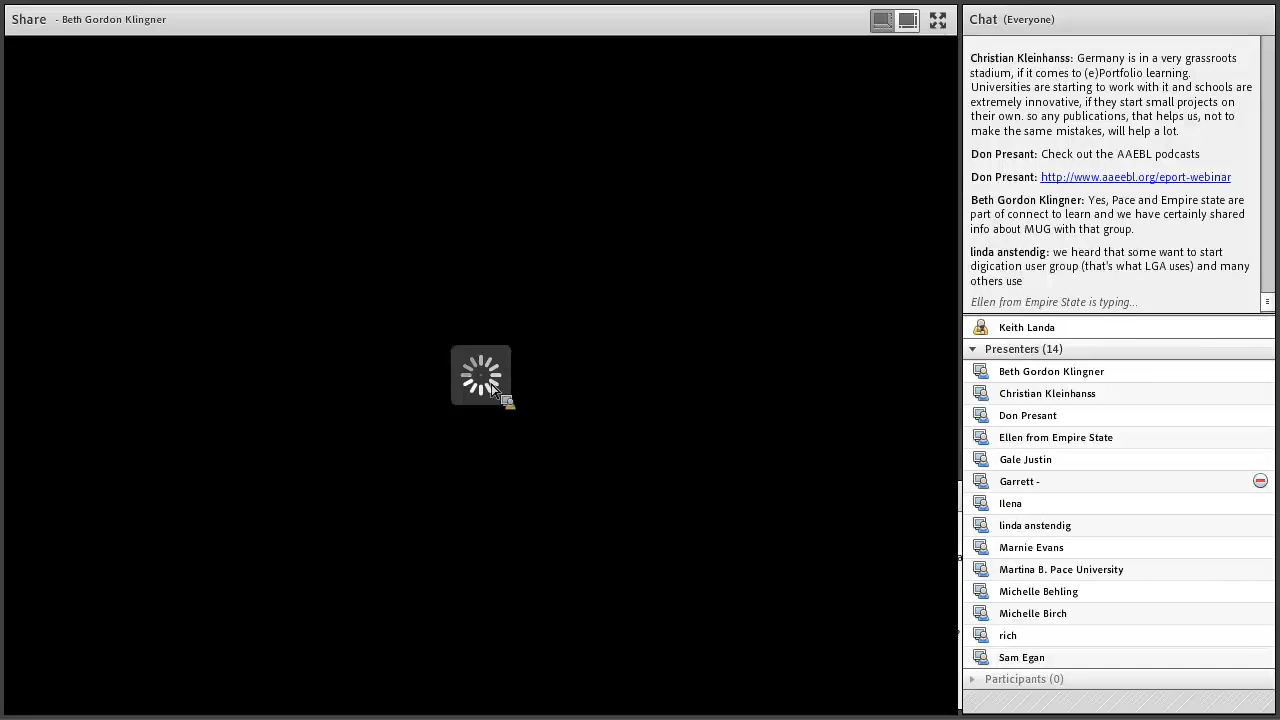 Share - Beth Gordon Klingner
Chat (Everyone)
Christian Kleinhanss: Germany is in a very grassroots
stadium, if it comes to (e)Portfolio learning.
Universities are starting to work with it and schools are
extremely innovative, if they start small projects on
their own. so any publications, that helps us, not to
make the same mistakes, will help a lot.
Don Presant: Check out the AAEBL podcasts
Don Presant: http://www.aaeebl.org/eport-webinar
Beth Gordon Klingner: Yes, Pace and Empire state are
part of connect to learn and we have certainly shared
info about MUG with that group.
linda anstendig: we heard that some want to start
digication user group (that's what LGA uses) and many
others use
Ellen from Empire State is typing...
Keith Landa
Presenters (14)
Beth Gordon Klingner
Christian Kleinhanss
Don Presant
Ellen from Empire State
Gale Justin
Garrett -
Ilena
linda anstendig
Marnie Evans
Martina B. Pace University
Michelle Behling
Michelle Birch
rich
Sam Egan
Participants (0)